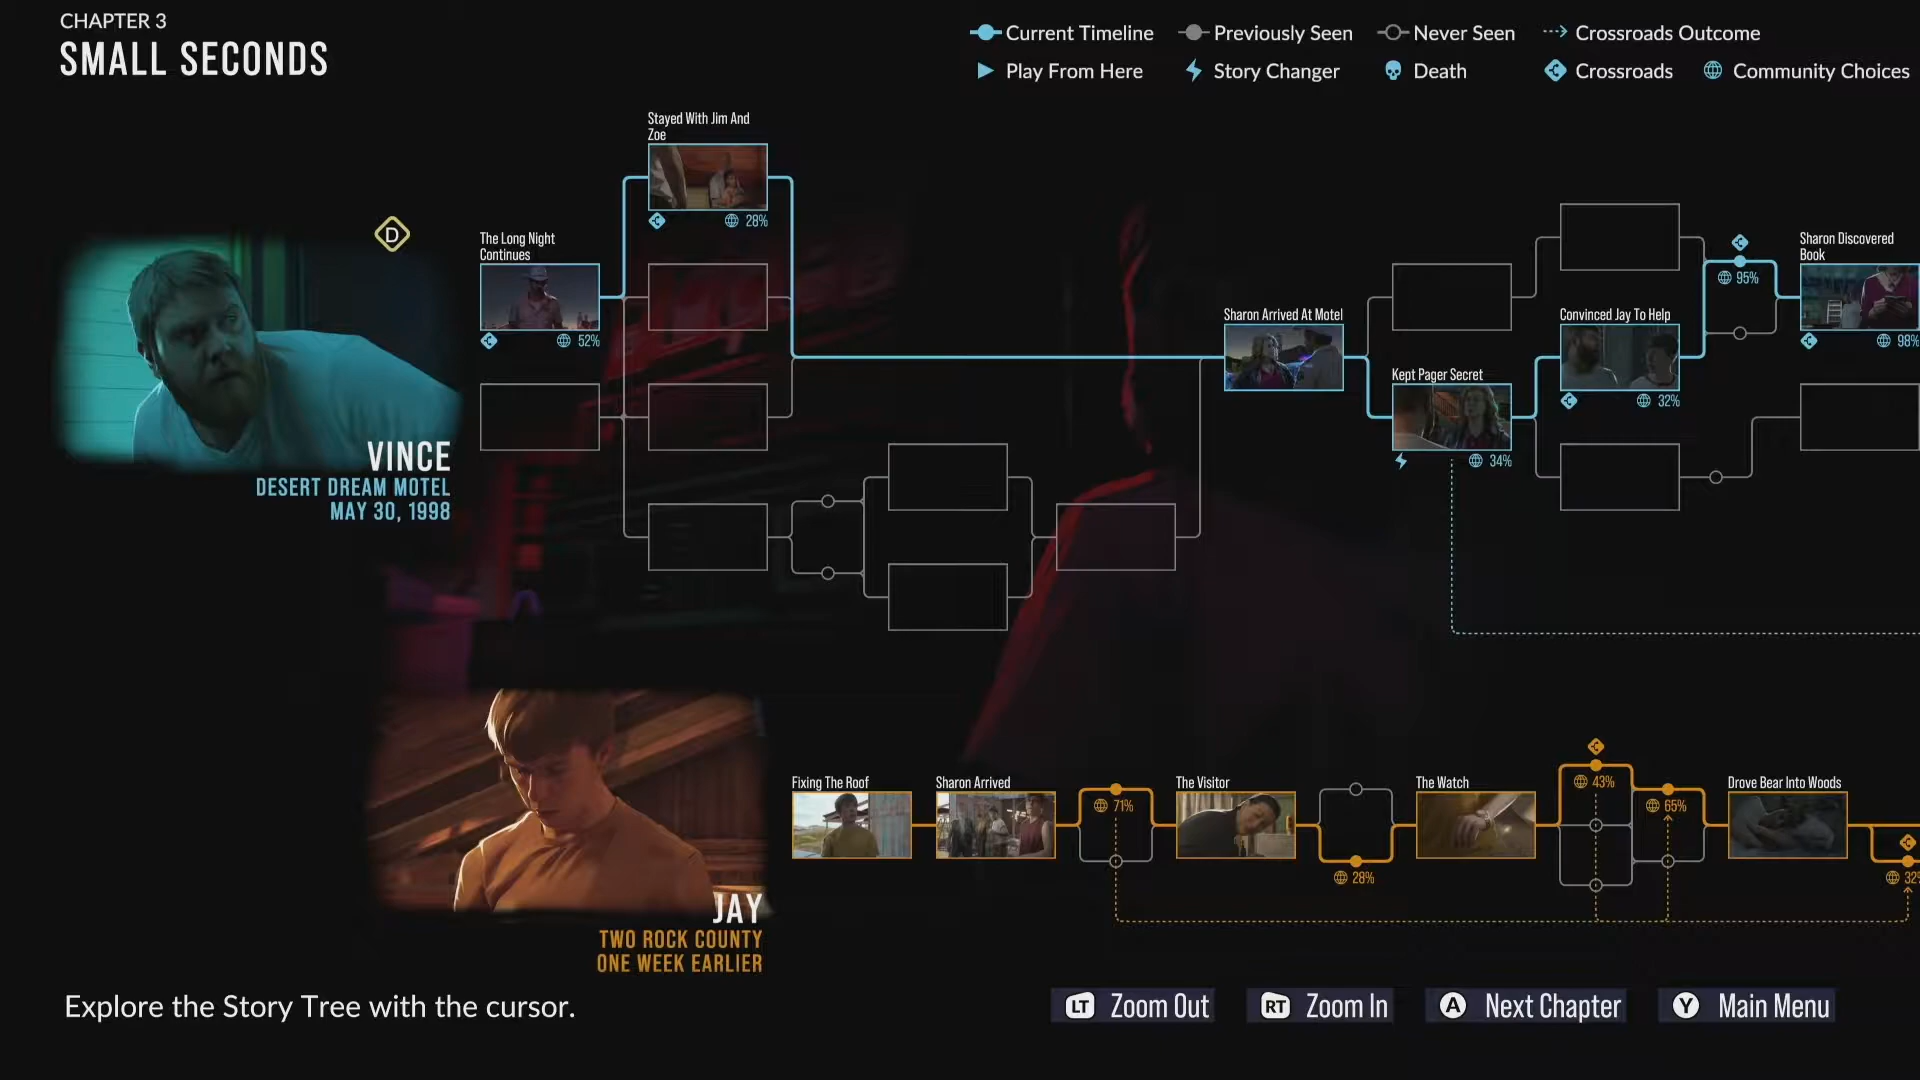 CHAPTER 3
SMALL SECONDS
Current Timeline
Previously Seen
Never Seen
Crossroads Outcome
Play From Here
Story Changer
Death
Crossroads
Community Choices
Stayed With Jim And
Zoe
28%
D
The Long Night
Continues
52%
Sharon Arrived At Motel
Kept Pager Secret
34%
Convinced Jay To Help
32%
95%
Sharon Discovered
Book
98%
VINCE
DESERT DREAM MOTEL
MAY 30, 1998
Fixing The Roof
Sharon Arrived
71%
The Visitor
28%
The Watch
43%
65%
Drove Bear Into Woods
32%
JAY
TWO ROCK COUNTY
ONE WEEK EARLIER
Explore the Story Tree with the cursor.
LT Zoom Out
RT Zoom In
A Next Chapter
Y Main Menu